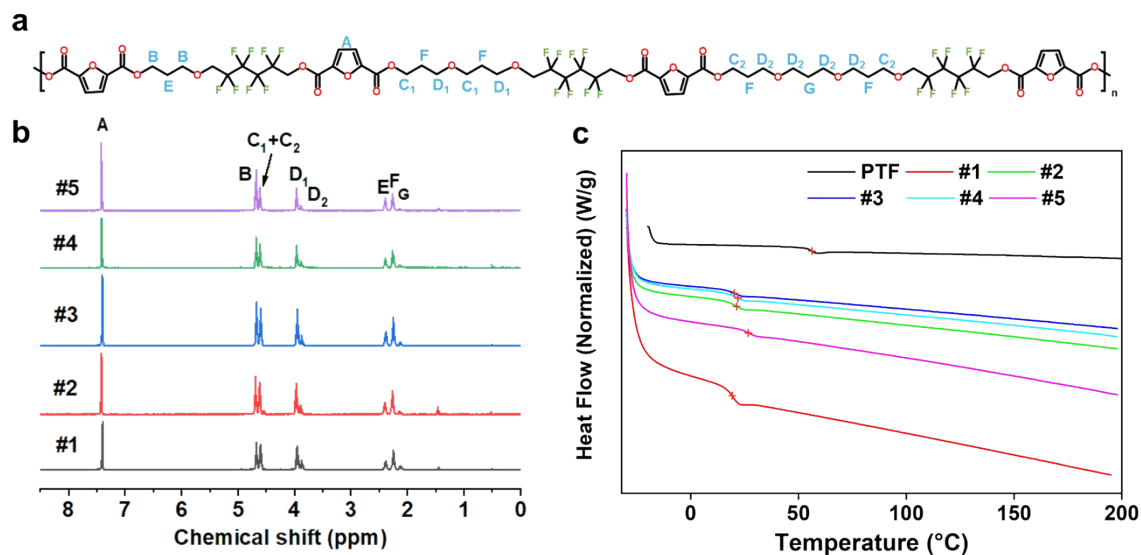 a
O O A O O C₂ D₂ D₂ D₂ D₂ C₂ O O
B B F F F F F F F F F F
O O O O O O O O O O O O O O O O
E F F F F C₁ D₁ C₁ D₁ F F F F F G F F F F F n
b
A
C₁+C₂
B D₁ D₂ E F G
#5
#4
#3
#2
#1
8 7 6 5 4 3 2 1 0
Chemical shift (ppm)
c
PTF #1 #2
#3 #4 #5
Heat Flow (Normalized) (W/g)
0 50 100 150 200
Temperature (°C)